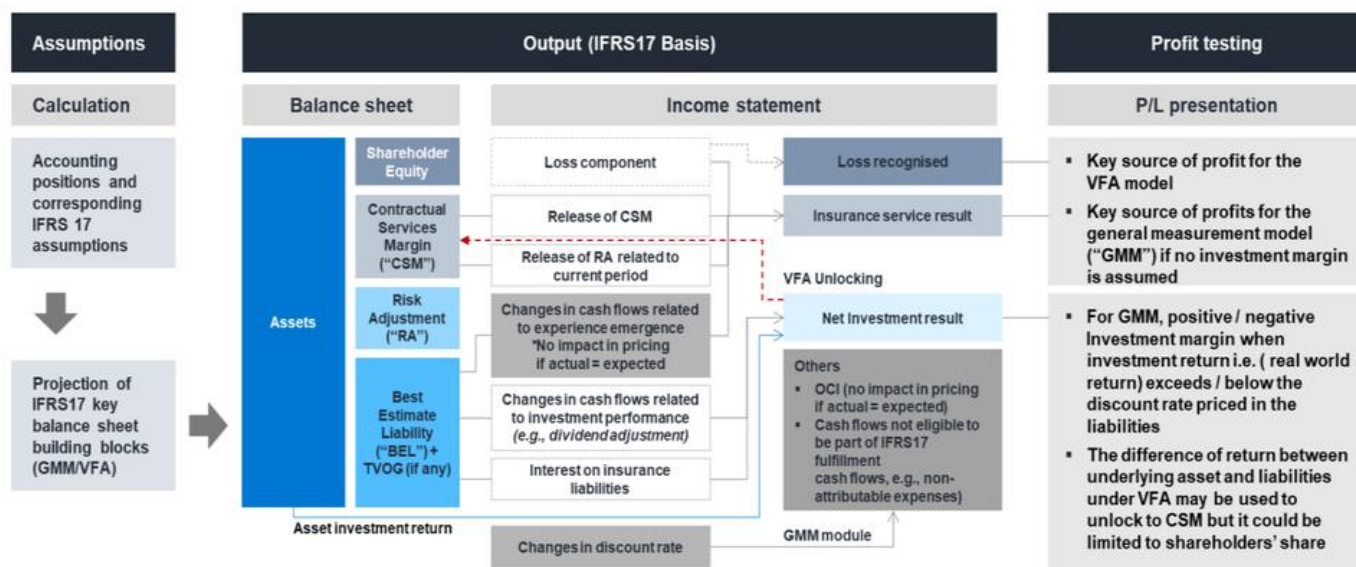 Assumptions
Output (IFRS17 Basis)
Profit testing
Calculation
Balance sheet
Income statement
P/L presentation
Accounting
positions and
corresponding
IFRS 17
assumptions
Projection of
IFRS17 key
balance sheet
building blocks
(GMM/VFA)
Assets
Shareholder
Equity
Contractual
Services
Margin
("CSM")
Risk
Adjustment
("RA")
Best
Estimate
Liability
("BEL") +
TVOG (if any)
Asset investment return
Loss component
Release of CSM
Release of RA related to
current period
Changes in cash flows related
to experience emergence
*No impact in pricing
if actual = expected
Changes in cash flows related
to investment performance
(e.g., dividend adjustment)
Interest on insurance
liabilities
Changes in discount rate
Loss recognised
Insurance service result
VFA Unlocking
Net Investment result
Others
▪ OCI (no impact in pricing
if actual = expected)
▪ Cash flows not eligible to
be part of IFRS17
fulfillment
cash flows, e.g., non-
attributable expenses)
GMM module
▪ Key source of profit for the
VFA model
▪ Key source of profits for the
general measurement model
("GMM") if no investment margin
is assumed
▪ For GMM, positive / negative
Investment margin when
investment return i.e. ( real world
return) exceeds / below the
discount rate priced in the
liabilities
▪ The difference of return between
underlying asset and liabilities
under VFA may be used to
unlock to CSM but it could be
limited to shareholders' share